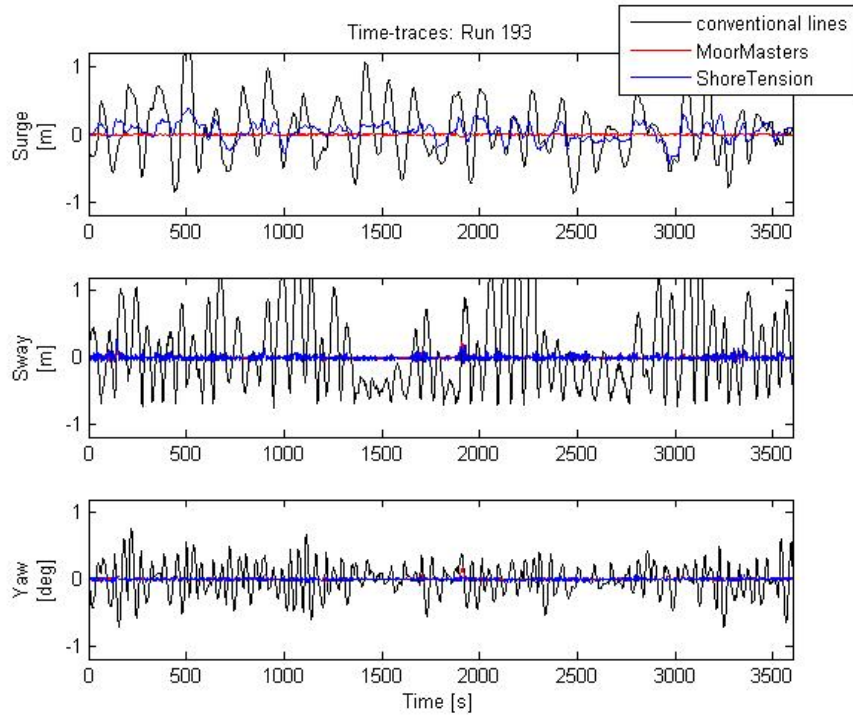 Time-traces: Run 193
conventional lines
MoorMasters
ShoreTension
Surge
[m]
1
0
-1
0 500 1000 1500 2000 2500 3000 3500
Sway
[m]
1
0
-1
0 500 1000 1500 2000 2500 3000 3500
Yaw
[deg]
1
0
-1
0 500 1000 1500 2000 2500 3000 3500
Time [s]